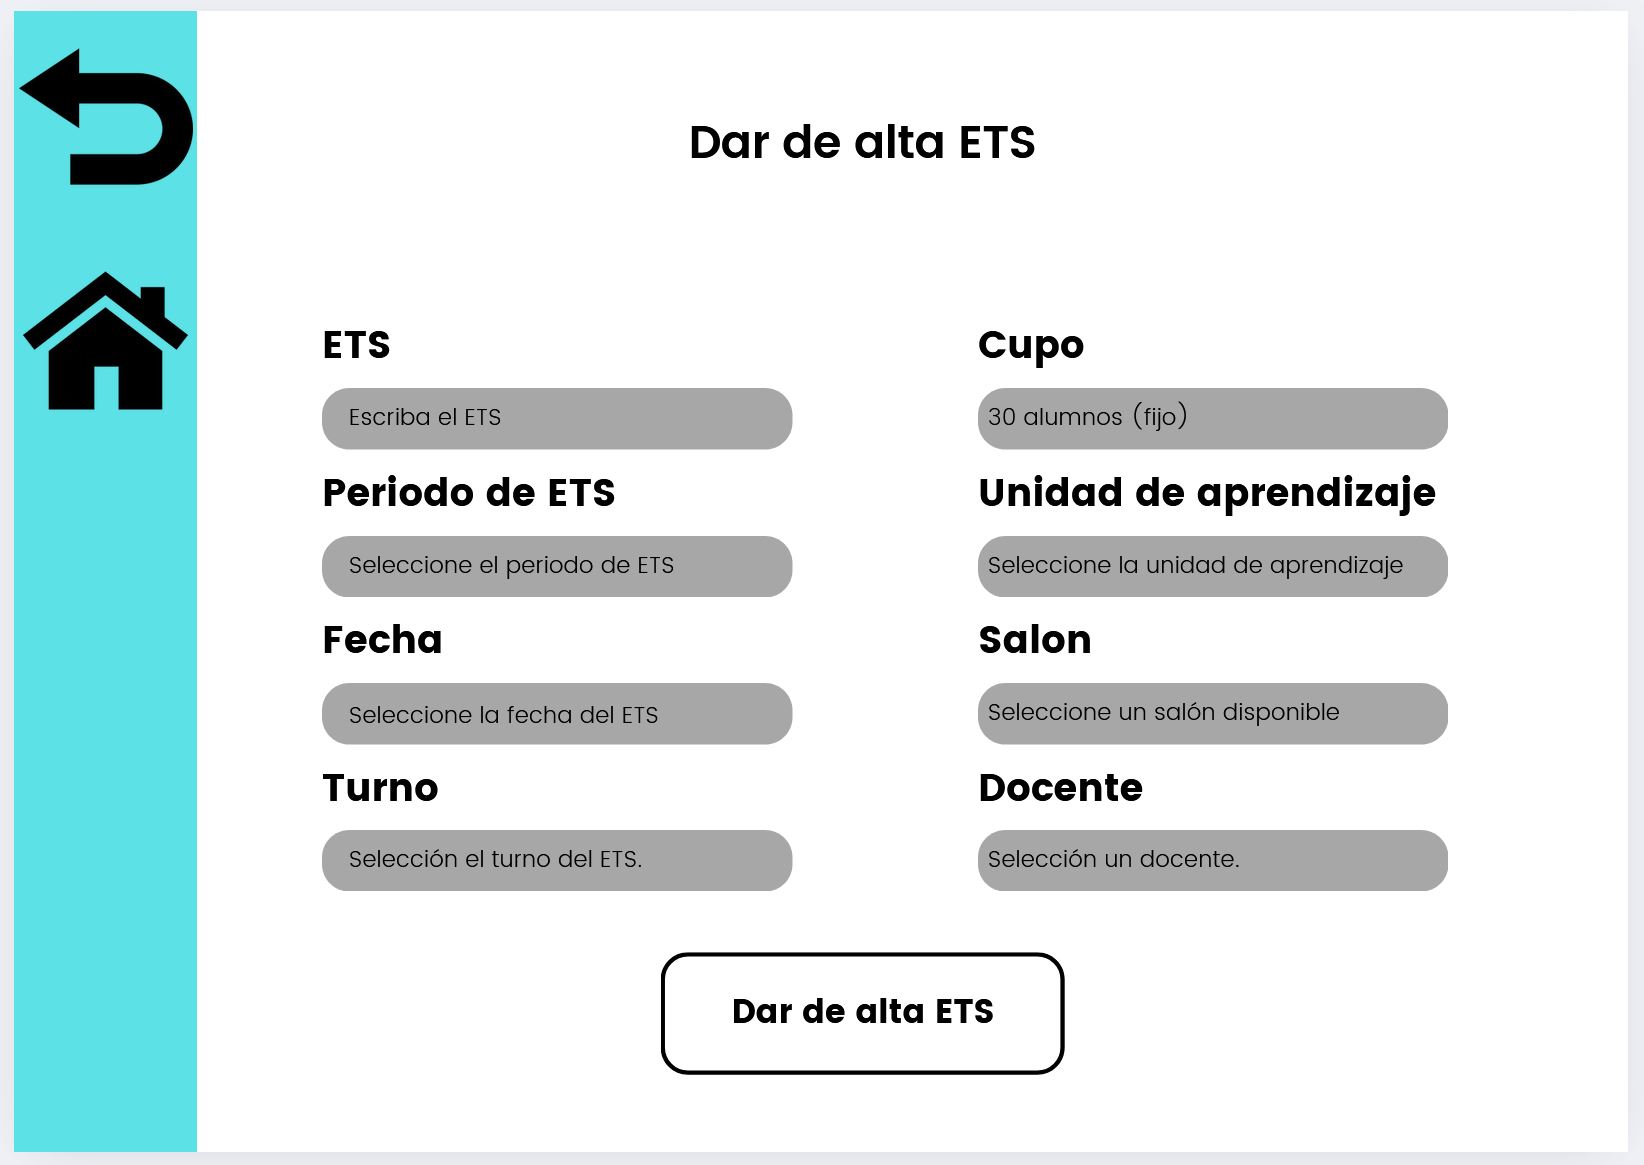 Dar de alta ETS
ETS
Cupo
Escriba el ETS
30 alumnos (fijo)
Periodo de ETS
Unidad de aprendizaje
Seleccione el periodo de ETS
Seleccione la unidad de aprendizaje
Fecha
Salon
Seleccione la fecha del ETS
Seleccione un salón disponible
Turno
Docente
Selección el turno del ETS.
Selección un docente.
Dar de alta ETS